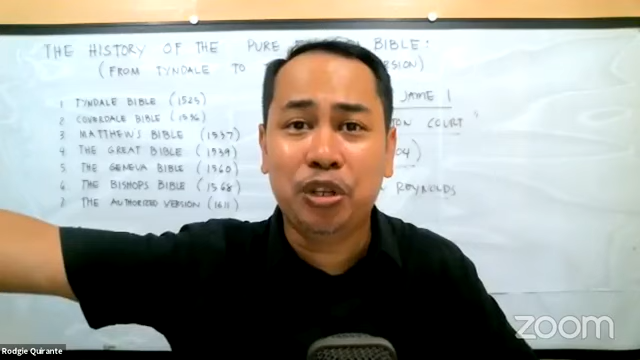 THE HISTORY OF THE PURE BIBLE:
(FROM TYNDALE TO VERSION)
1 TYNDALE BIBLE (1525)
2 COVERDALE BIBLE (1536)
3 MATTHEWS BIBLE (1537)
4 THE GREAT BIBLE (1539)
5 THE GENEVA BIBLE (1560)
6 THE BISHOPS BIBLE (1568)
7 THE AUTHORIZED VERSION (1611)
JAME I
COURT
REYNOLDS
Rodgie Quirante
zoom